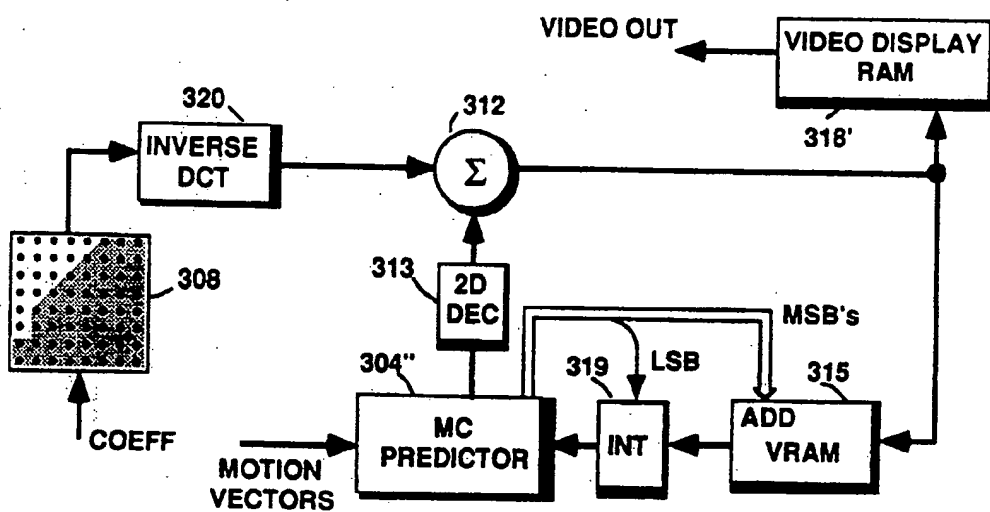 VIDEO OUT
VIDEO DISPLAY
RAM
318'
320
INVERSE
DCT
312
Σ
308
COEFF
313
2D
DEC
MSB's
LSB
304"
MC
PREDICTOR
MOTION
VECTORS
319
INT
315
ADD
VRAM